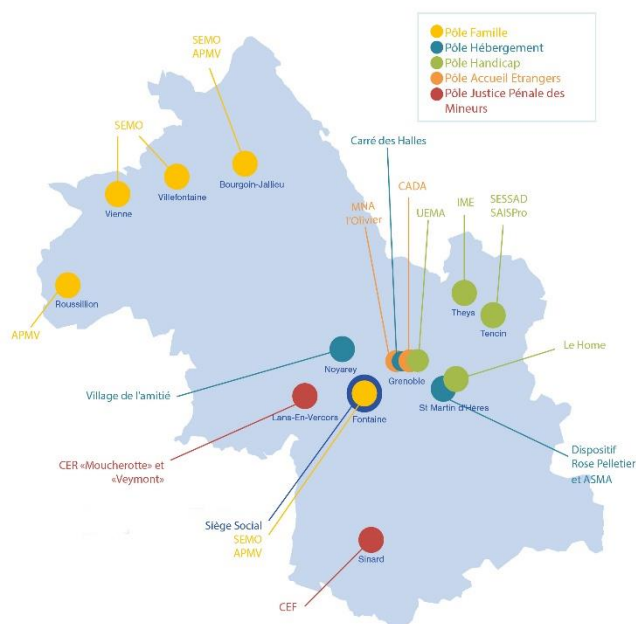 Pôle Famille
Pôle Hébergement
Pôle Handicap
Pôle Accueil Etrangers
Pôle Justice Pénale des
Mineurs
SEMO
APMV
Carré des Halles
SEMO
CADA
MNA
l'Olivier
UEMA
IME
SESSAD
SAISPro
Bourgoin-Jallieu
Villefontaine
Vienne
Roussillion
APMV
Theys
Tencin
Le Home
Noyarey
Grenoble
Village de l'amitié
Lans-En-Vercors
Fontaine
St Martin d'Hères
Dispositif
Rose Pelletier
et ASMA
CER «Moucherotte» et
«Veymont»
Siège Social
SEMO
APMV
Sinard
CEF